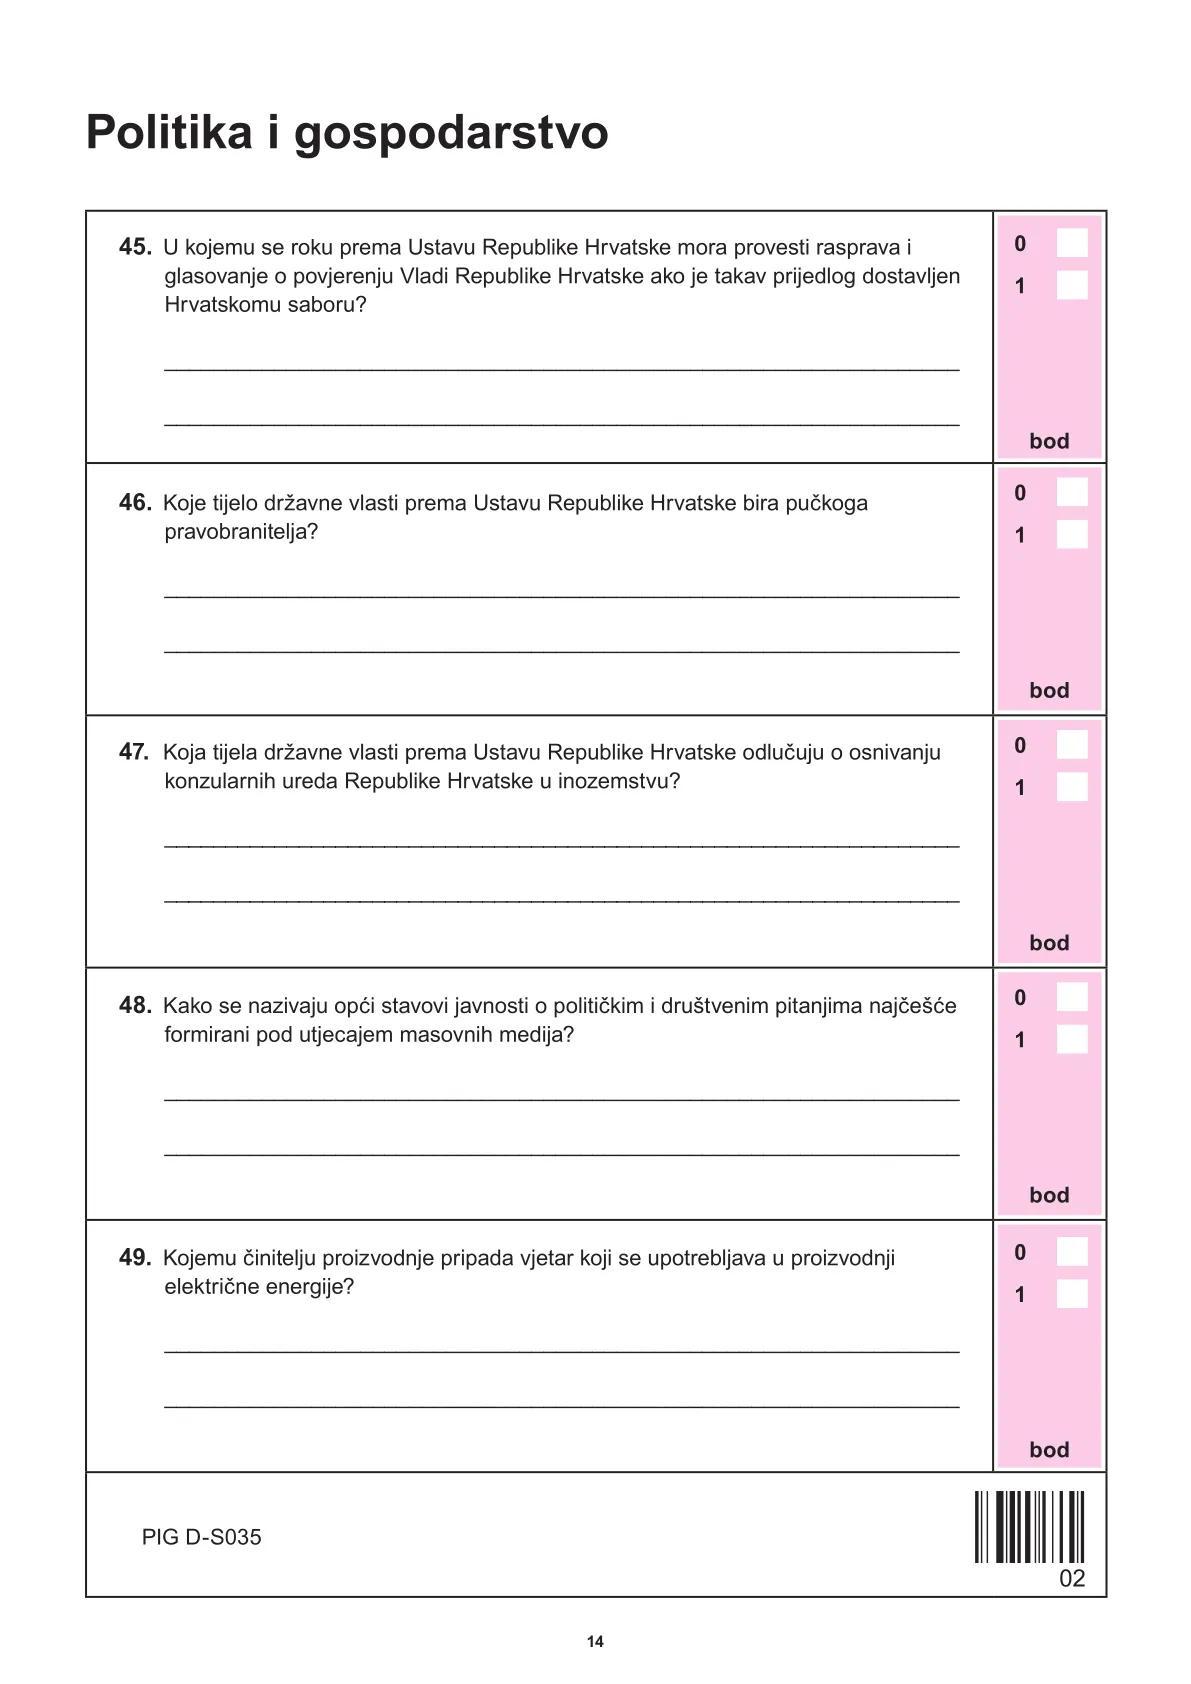 Politika i gospodarstvo
45. U kojemu se roku prema Ustavu Republike Hrvatske mora provesti rasprava i
glasovanje o povjerenju Vladi Republike Hrvatske ako je takav prijedlog dostavljen
Hrvatskomu saboru?
0
1
bod
46. Koje tijelo državne vlasti prema Ustavu Republike Hrvatske bira pučkoga
pravobranitelja?
0
1
bod
47. Koja tijela državne vlasti prema Ustavu Republike Hrvatske odlučuju o osnivanju
konzularnih ureda Republike Hrvatske u inozemstvu?
0
1
bod
48. Kako se nazivaju opći stavovi javnosti o političkim i društvenim pitanjima najčešće
formirani pod utjecajem masovnih medija?
0
1
bod
49. Kojemu činitelju proizvodnje pripada vjetar koji se upotrebljava u proizvodnji
električne energije?
0
1
bod
PIG D-S035
02
14